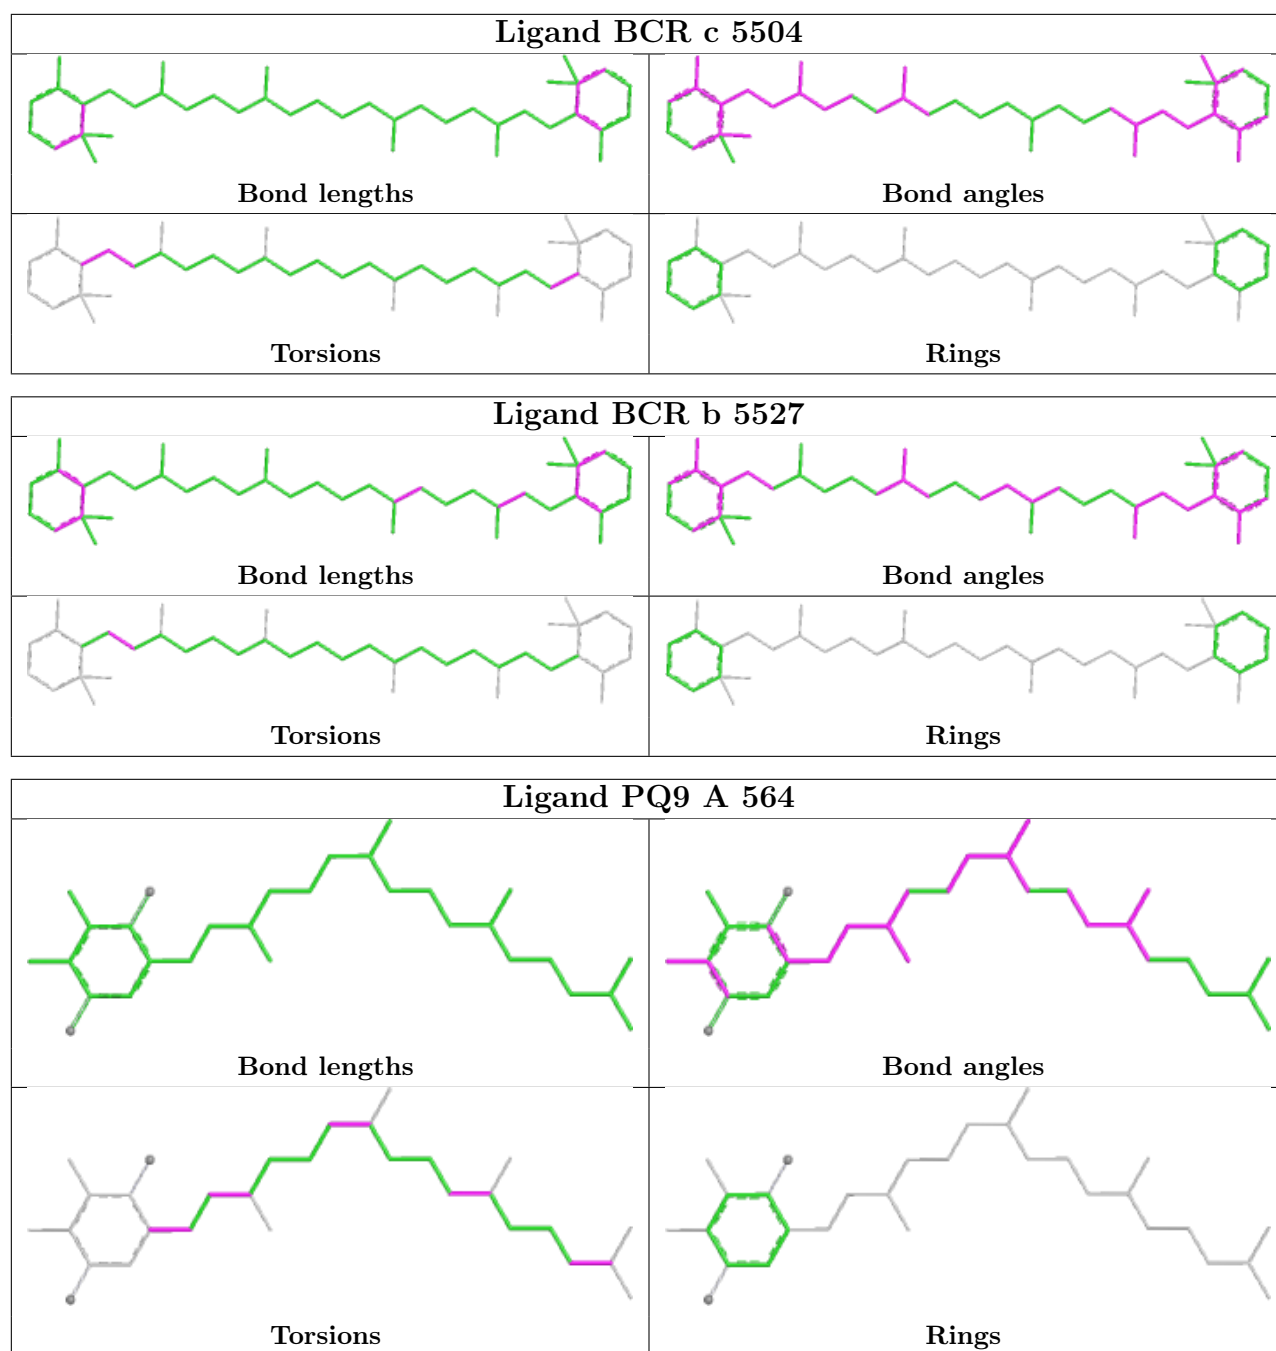 Ligand BCR c 5504
Bond lengths
Bond angles
Torsions
Rings
Ligand BCR b 5527
Bond lengths
Bond angles
Torsions
Rings
Ligand PQ9 A 564
Bond lengths
Bond angles
Torsions
Rings